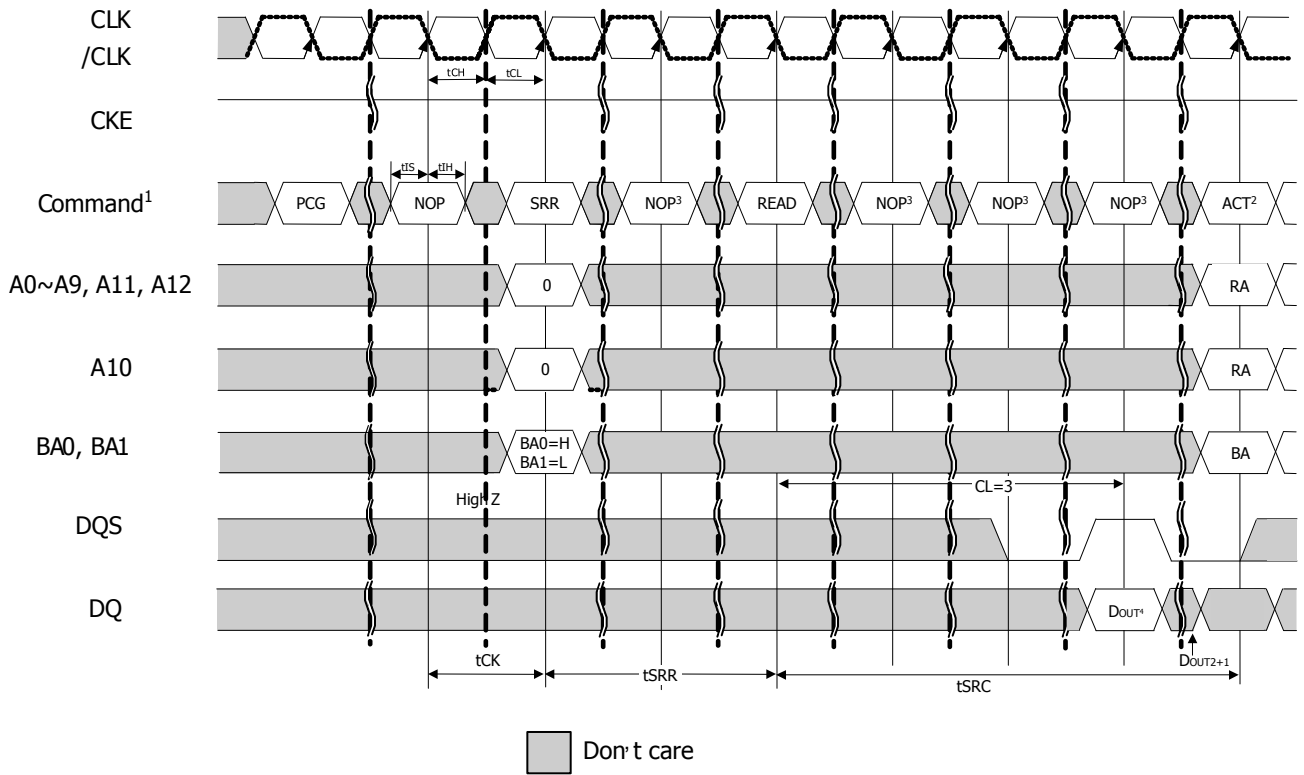 CLK
/CLK
tCH tCL
CKE
tIS tIH
Command1 PCG NOP SRR NOP3 READ NOP3 NOP3 NOP3 ACT2
A0~A9, A11, A12 0 RA
A10 0 RA
BA0, BA1 BA0=H BA1=L BA
CL=3
High Z
DQS
DQ DOUT4
DOUT2+1
tCK tSRR tSRC
Don't care